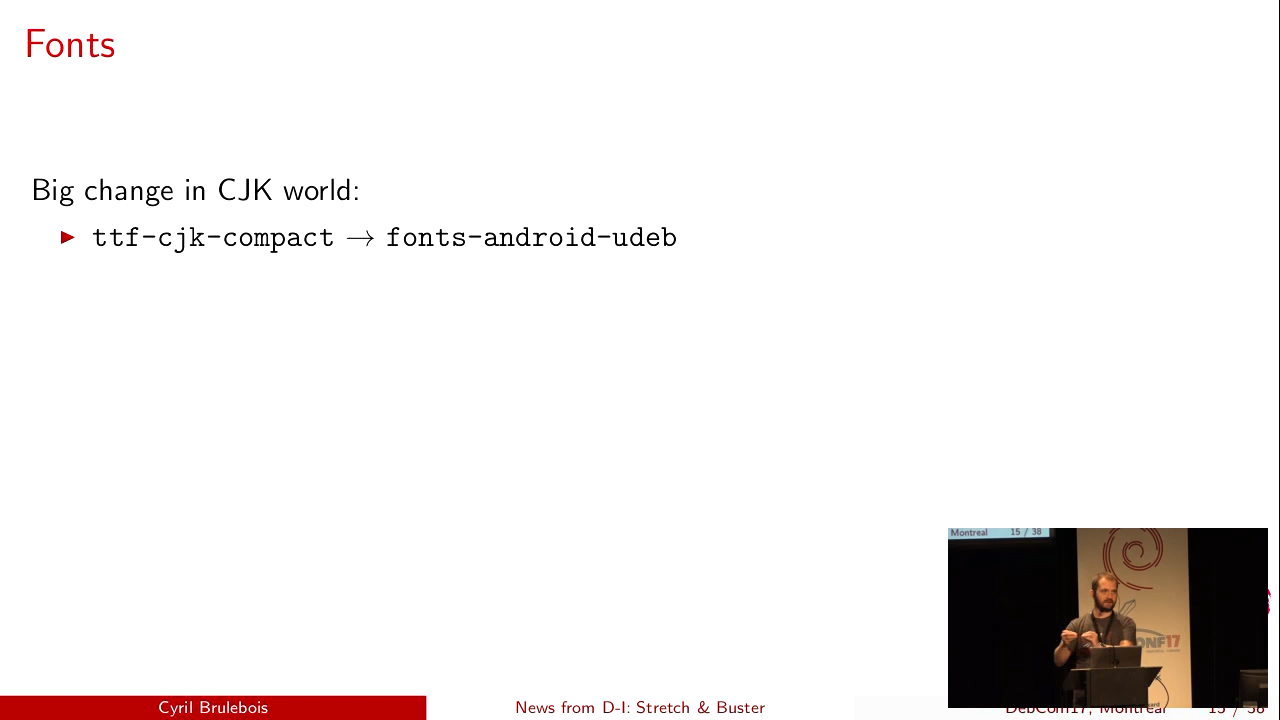 Fonts
Big change in CJK world:
▶ ttf-cjk-compact → fonts-android-udeb
Montreal 15 / 38
ONF17
Cyril Brulebois
News from D-I: Stretch & Buster
DebConf17, Montreal
15 / 38